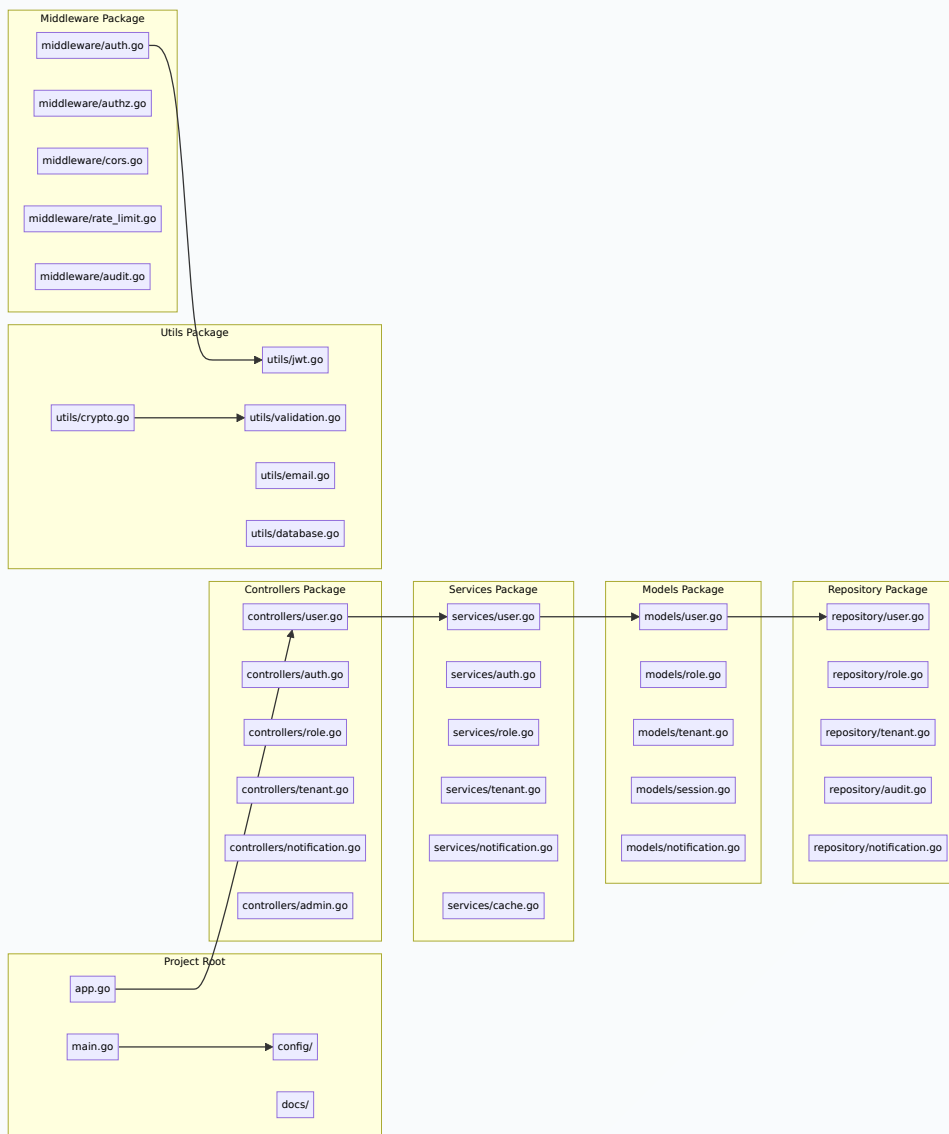 Middleware Package
middleware/auth.go
middleware/authz.go
middleware/cors.go
middleware/rate_limit.go
middleware/audit.go
Utils Package
utils/jwt.go
utils/crypto.go
utils/validation.go
utils/email.go
utils/database.go
Controllers Package
controllers/user.go
controllers/auth.go
controllers/role.go
controllers/tenant.go
controllers/notification.go
controllers/admin.go
Services Package
services/user.go
services/auth.go
services/role.go
services/tenant.go
services/notification.go
services/cache.go
Models Package
models/user.go
models/role.go
models/tenant.go
models/session.go
models/notification.go
Repository Package
repository/user.go
repository/role.go
repository/tenant.go
repository/audit.go
repository/notification.go
Project Root
app.go
main.go
config/
docs/